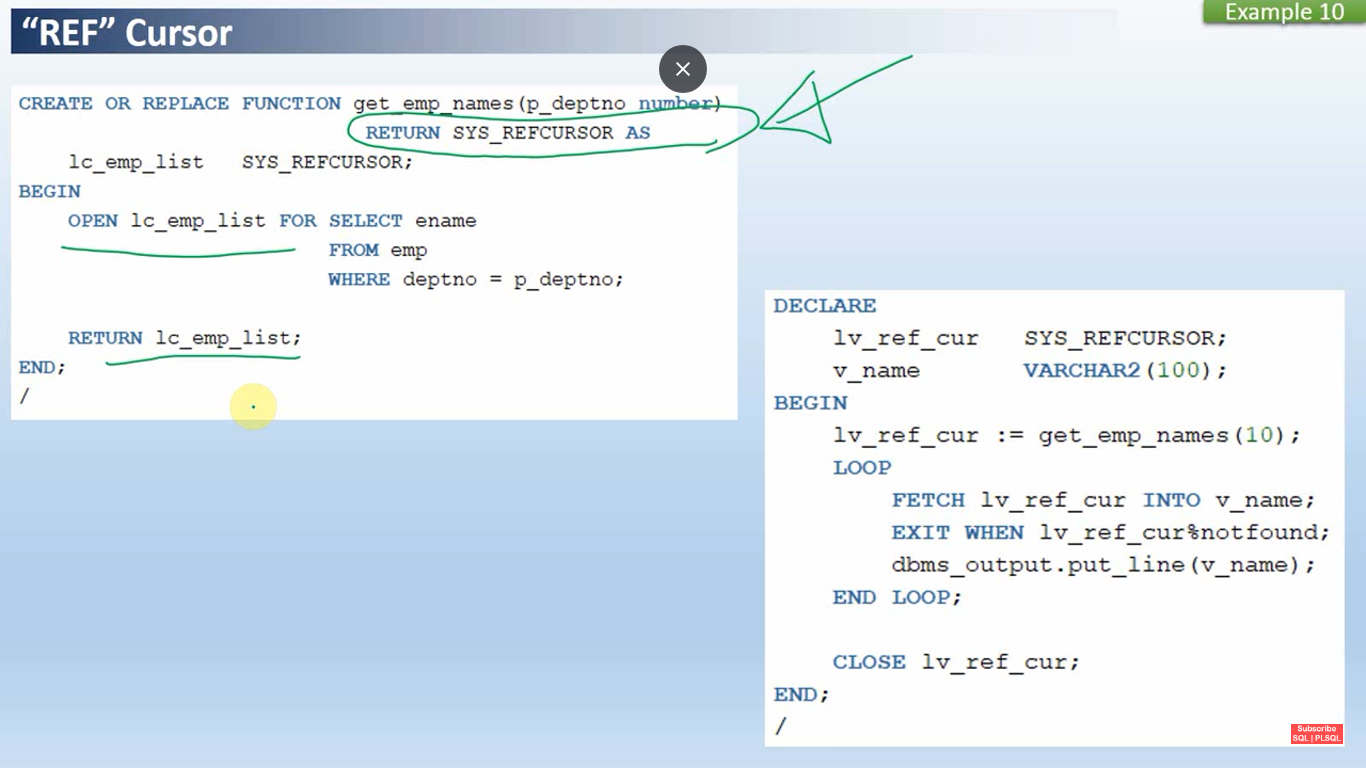 “REF” Cursor
Example 10
CREATE OR REPLACE FUNCTION get_emp_names(p_deptno number)
RETURN SYS_REFCURSOR AS
lc_emp_list SYS_REFCURSOR;
BEGIN
OPEN lc_emp_list FOR SELECT ename
FROM emp
WHERE deptno = p_deptno;
RETURN lc_emp_list;
END;
/
DECLARE
lv_ref_cur SYS_REFCURSOR;
v_name VARCHAR2(100);
BEGIN
lv_ref_cur := get_emp_names(10);
LOOP
FETCH lv_ref_cur INTO v_name;
EXIT WHEN lv_ref_cur%notfound;
dbms_output.put_line(v_name);
END LOOP;
CLOSE lv_ref_cur;
END;
/
Subscribe
SQL | PLSQL